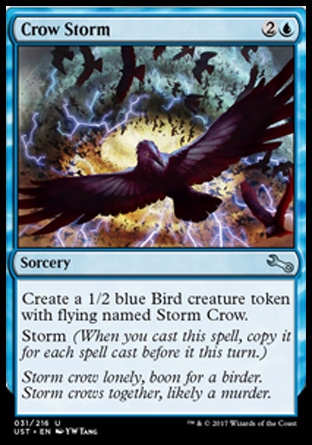 Crow Storm 2
Sorcery
Create a 1/2 blue Bird creature token
with flying named Storm Crow.
Storm (When you cast this spell, copy it
for each spell cast before it this turn.)
Storm crows lonely, boon for a birder.
Storm crows together, likely a murder.
031/216 U
UST • EN YW TANG ™ & © 2017 Wizards of the Coast